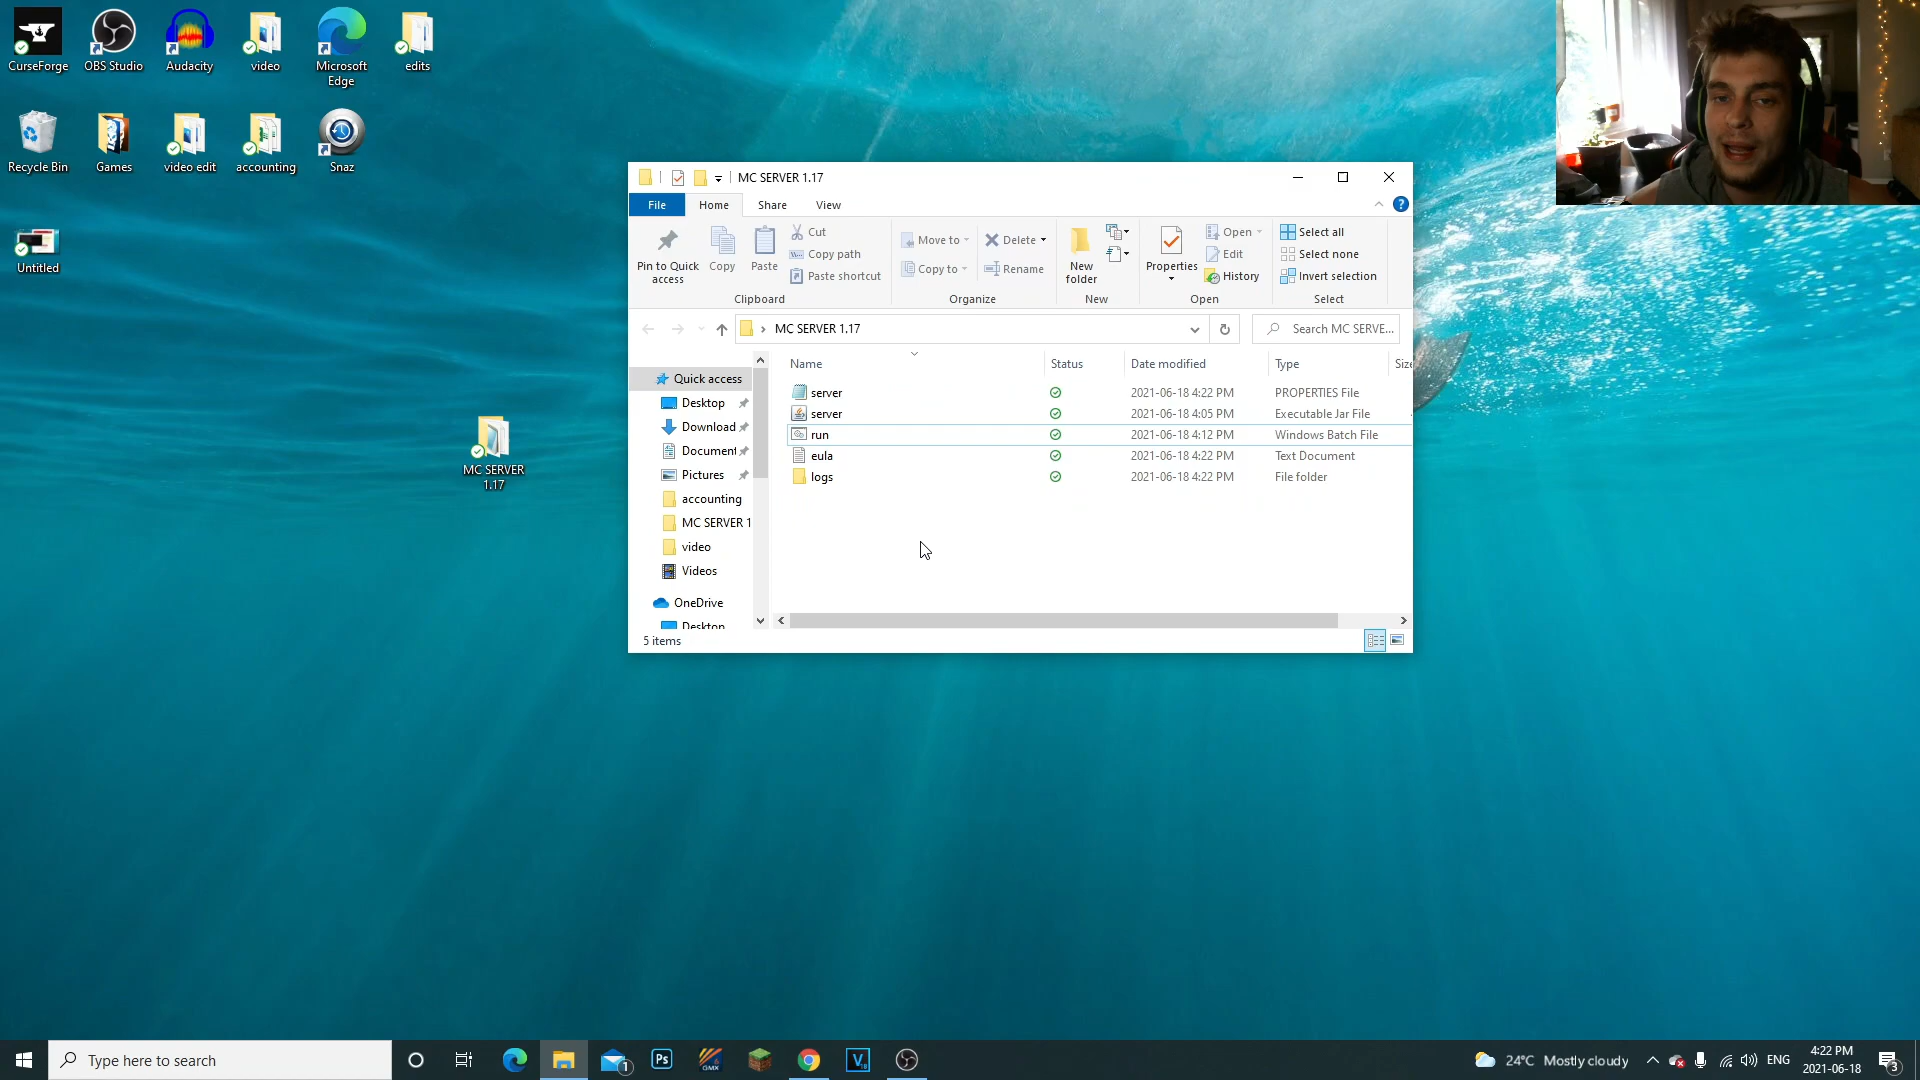 CurseForge
OBS Studio
Audacity
video
Microsoft
Edge
edits
Recycle Bin
Games
video edit
accounting
Snaz
Untitled
MC SERVER
1.17
MC SERVER 1.17
File
Home
Share
View
Pin to Quick
access
Copy
Paste
Cut
Copy path
Paste shortcut
Clipboard
Move to
Copy to
Delete
Rename
Organize
New
folder
New
Properties
Open
Edit
History
Open
Select all
Select none
Invert selection
Select
MC SERVER 1.17
Search MC SERVE...
Name
Status
Date modified
Type
Size
server
2021-06-18 4:22 PM
PROPERTIES File
server
2021-06-18 4:05 PM
Executable Jar File
run
2021-06-18 4:12 PM
Windows Batch File
eula
2021-06-18 4:22 PM
Text Document
logs
2021-06-18 4:22 PM
File folder
Quick access
Desktop
Download
Document
Pictures
accounting
MC SERVER 1
video
Videos
OneDrive
Desktop
5 items
Type here to search
1
Ps
GMX
V
24°C Mostly cloudy
ENG
4:22 PM
2021-06-18
3